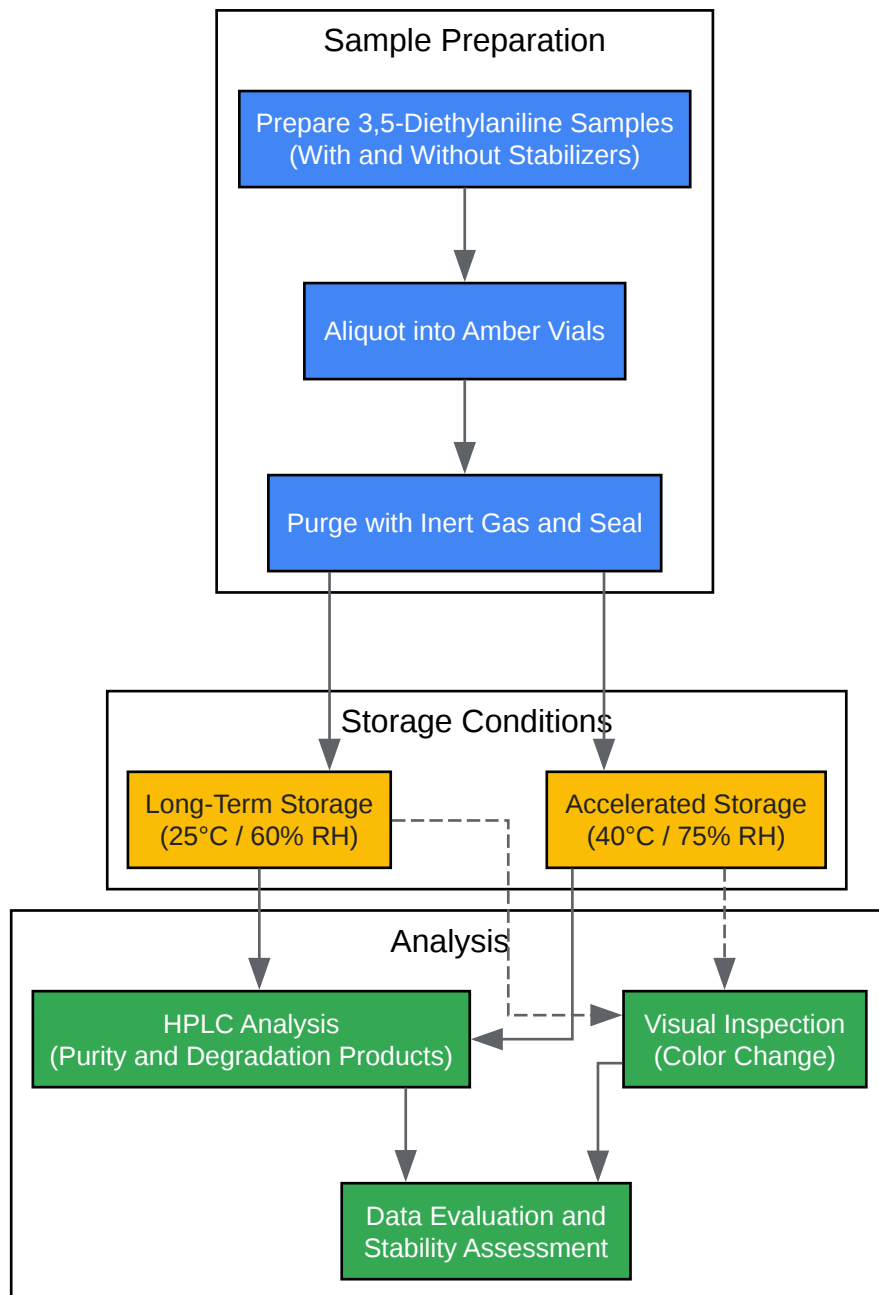 Sample Preparation
Prepare 3,5-Diethylaniline Samples
(With and Without Stabilizers)
Aliquot into Amber Vials
Purge with Inert Gas and Seal
Storage Conditions
Long-Term Storage
(25°C / 60% RH)
Accelerated Storage
(40°C / 75% RH)
Analysis
HPLC Analysis
(Purity and Degradation Products)
Visual Inspection
(Color Change)
Data Evaluation and
Stability Assessment